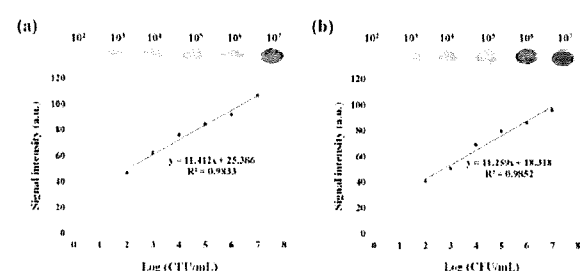 (a) 10² 10³ 10⁴ 10⁵ 10⁶ 10⁷
120
100
80
60
40
20
0
0 1 2 3 4 5 6 7 8
Signal intensity (a.u.)
y = 11.412x + 25.366
R² = 0.9833
Log (CFU/mL)
(b) 10² 10³ 10⁴ 10⁵ 10⁶ 10⁷
120
100
80
60
40
20
0
0 1 2 3 4 5 6 7 8
Signal intensity (a.u.)
y = 11.259x + 18.318
R² = 0.9852
Log (CFU/mL)